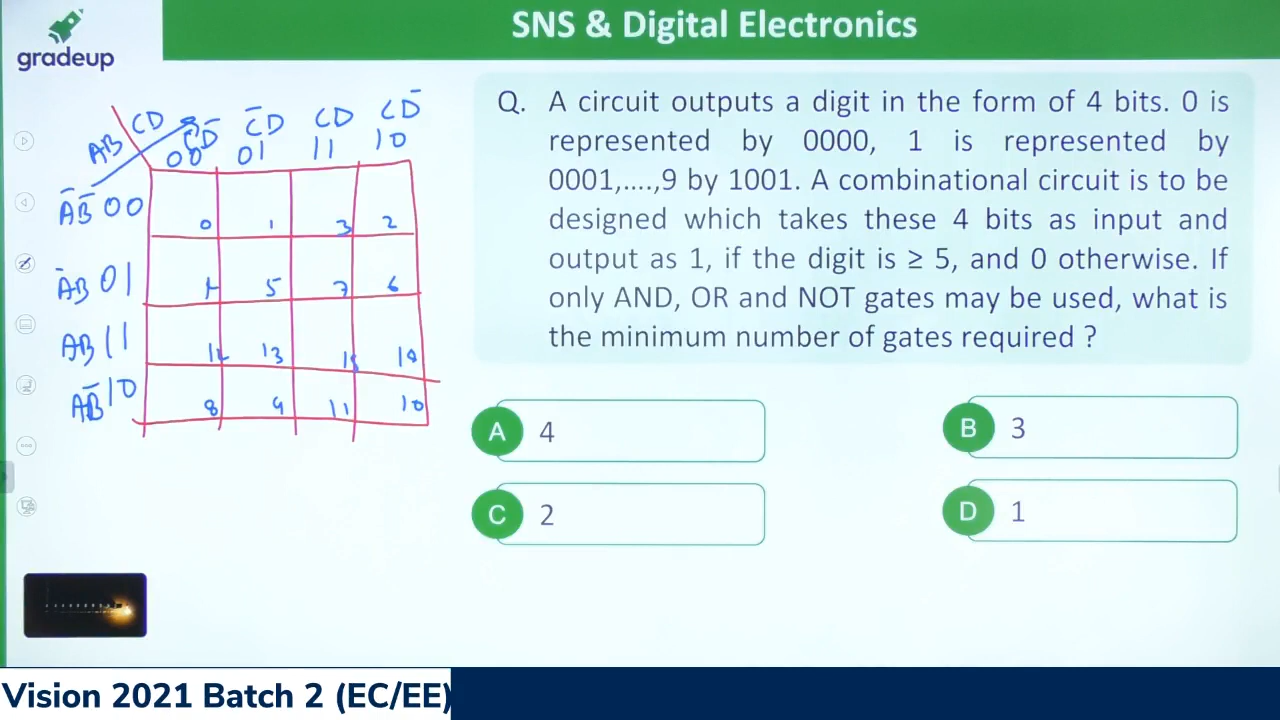 SNS & Digital Electronics
gradeup
Q. A circuit outputs a digit in the form of 4 bits. 0 is
represented by 0000, 1 is represented by
0001,....,9 by 1001. A combinational circuit is to be
designed which takes these 4 bits as input and
output as 1, if the digit is ≥ 5, and 0 otherwise. If
only AND, OR and NOT gates may be used, what is
the minimum number of gates required ?
A 4
B 3
C 2
D 1
AB CD C̄D̄ C̄D CD CD̄
00 01 11 10
ĀB̄ 00 0 1 3 2
ĀB 01 4 5 7 6
AB 11 12 13 15 14
AB̄ 10 8 9 11 10
Vision 2021 Batch 2 (EC/EE)